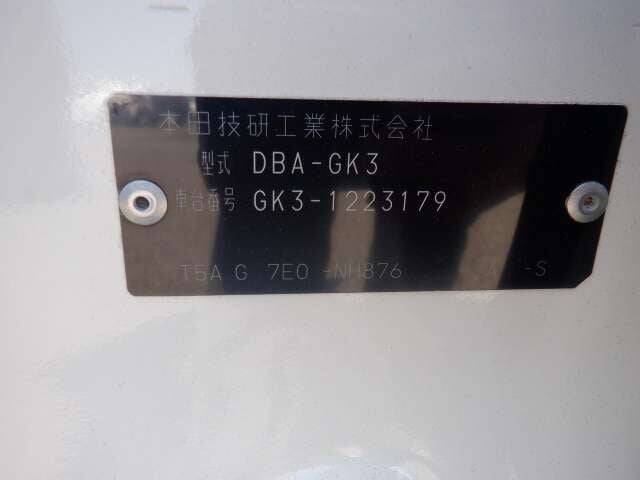 本田技研工業株式会社
型式 DBA-GK3
車台番号 GK3-1223179
T5A G 7E0 -NH876 A -S